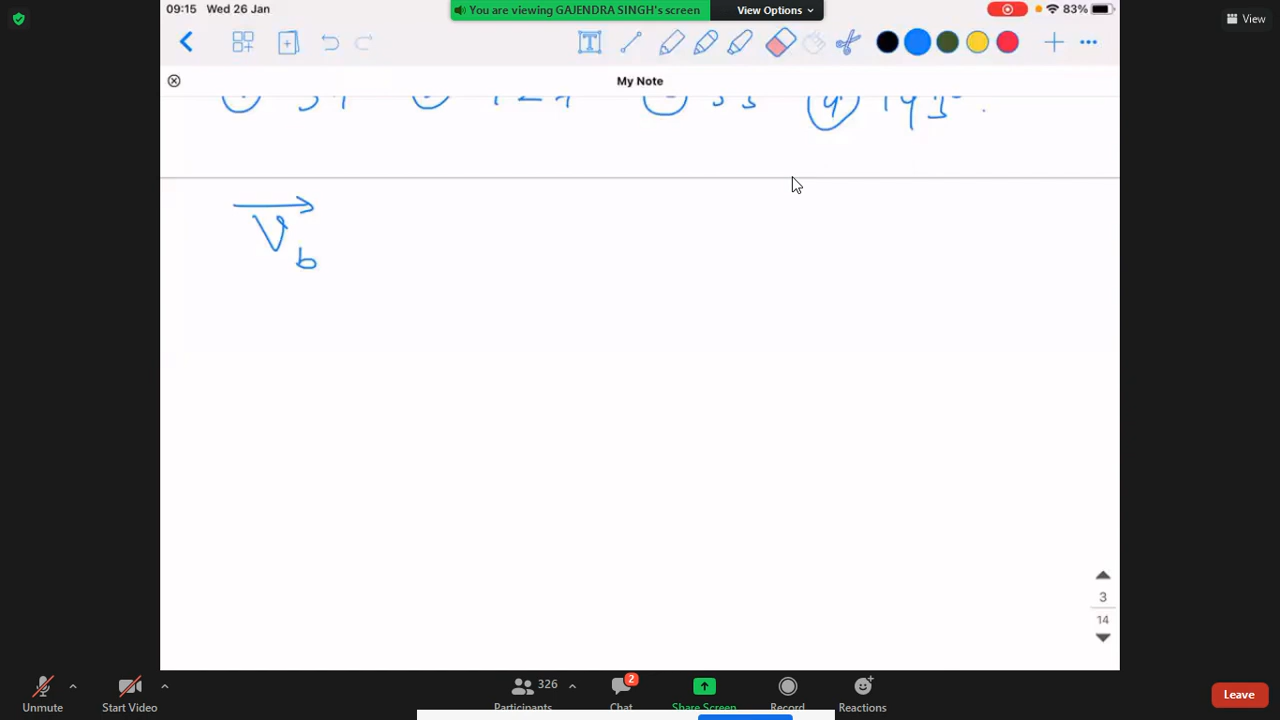 09:15 Wed 26 Jan
You are viewing GAJENDRA SINGH's screen
View Options
83%
View
My Note
V b
3
14
326
2
Unmute
Start Video
Participants
Chat
Share Screen
Record
Reactions
Leave